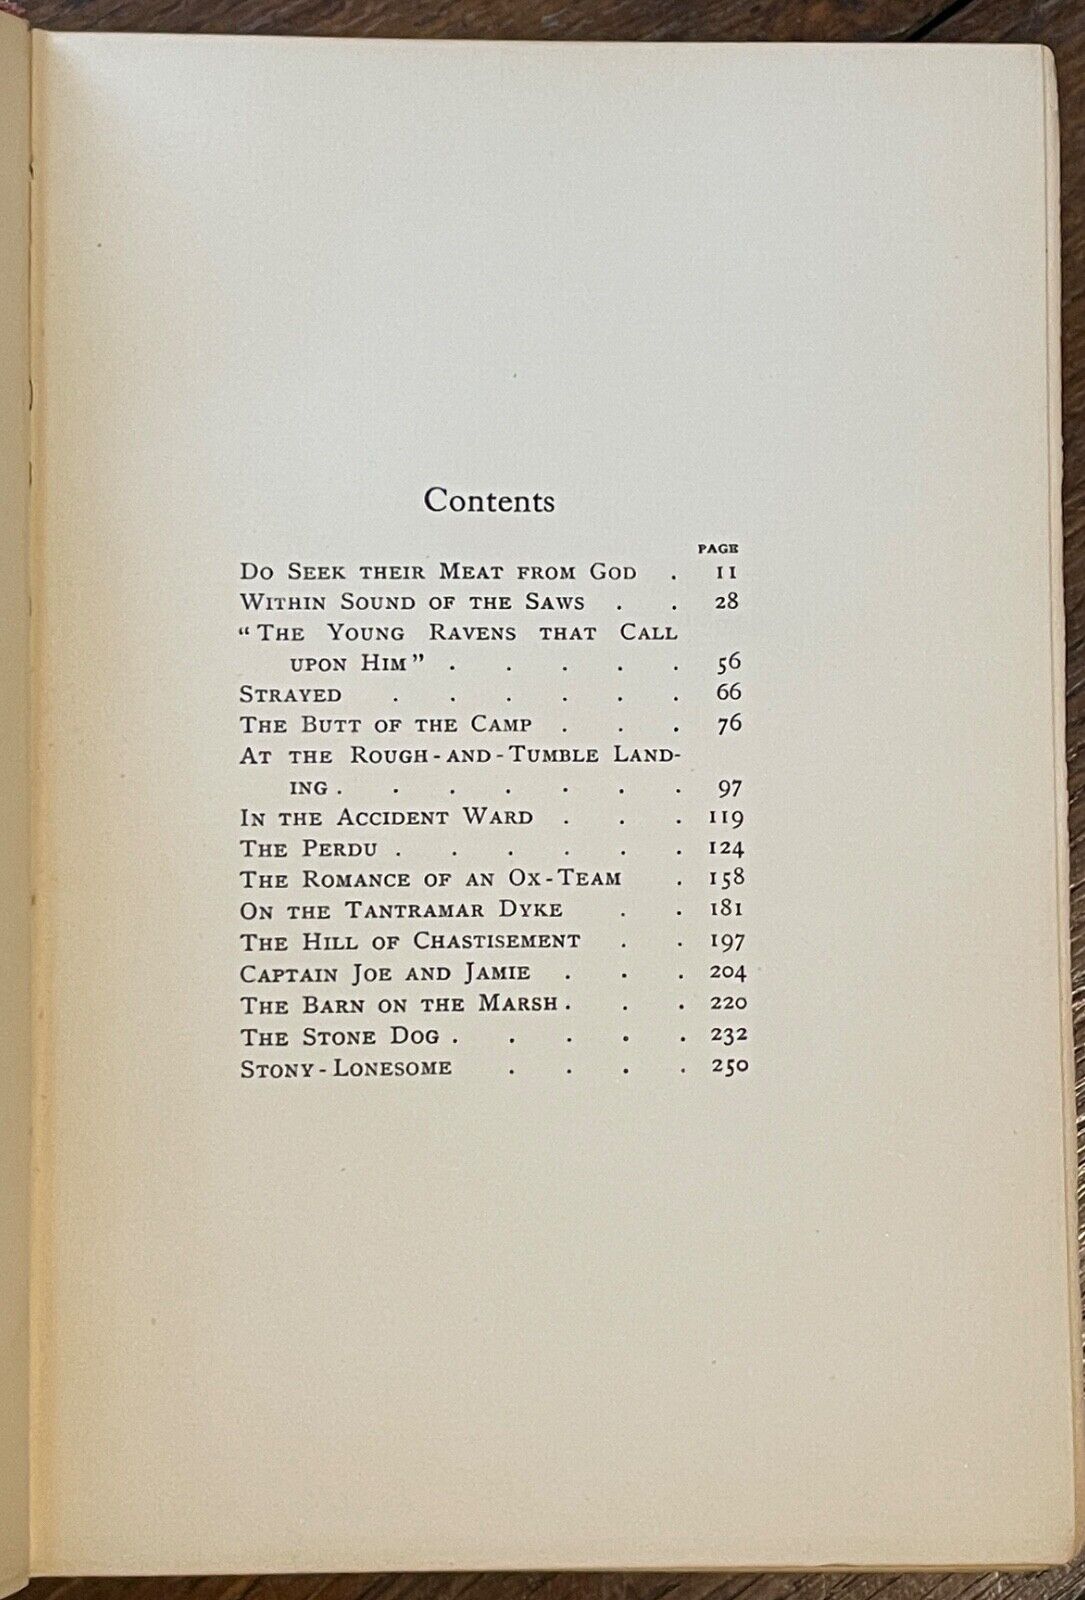 Contents
PAGE
Do Seek their Meat from God . 11
Within Sound of the Saws . . 28
"The Young Ravens that Call
upon Him" . . . . . 56
Strayed . . . . . . 66
The Butt of the Camp . . . 76
At the Rough-and-Tumble Land-
ing . . . . . . . 97
In the Accident Ward . . . 119
The Perdu . . . . . . 124
The Romance of an Ox-Team . 158
On the Tantramar Dyke . . 181
The Hill of Chastisement . . 197
Captain Joe and Jamie . . . 204
The Barn on the Marsh . . . 220
The Stone Dog . . . . . 232
Stony-Lonesome . . . . 250